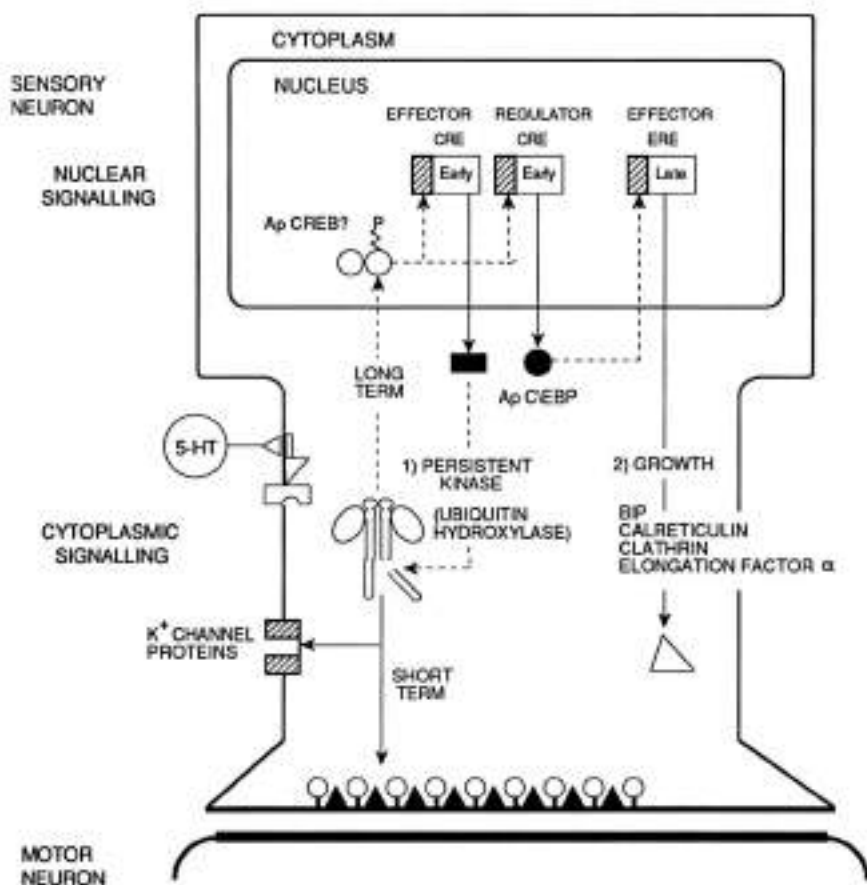 CYTOPLASM
SENSORY
NEURON
NUCLEUS
EFFECTOR
CRE
REGULATOR
CRE
EFFECTOR
ERE
NUCLEAR
SIGNALLING
Early
Early
Late
Ap CREB?
P
LONG
TERM
Ap C\EBP
5-HT
1) PERSISTENT
KINASE
2) GROWTH
(UBIQUITIN
HYDROXYLASE)
BIP
CALRETICULIN
CLATHRIN
ELONGATION FACTOR α
CYTOPLASMIC
SIGNALLING
K+ CHANNEL
PROTEINS
SHORT
TERM
MOTOR
NEURON